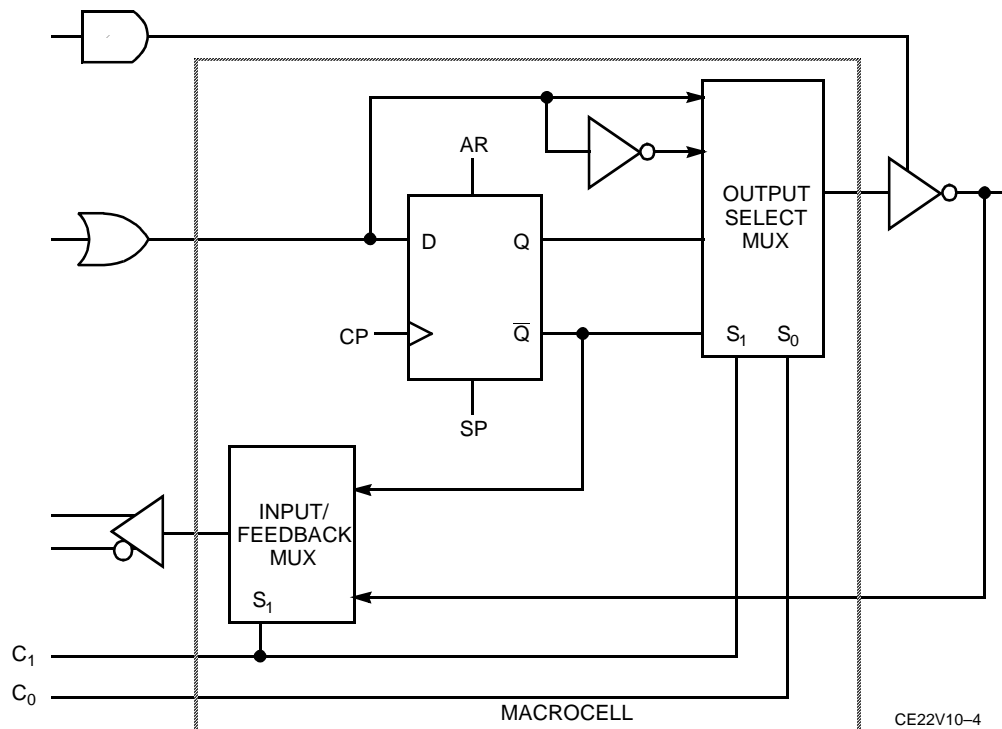 AR
D
Q
OUTPUT
SELECT
MUX
CP
Q̅
S₁
S₀
SP
INPUT/
FEEDBACK
MUX
S₁
C₁
C₀
MACROCELL
CE22V10–4